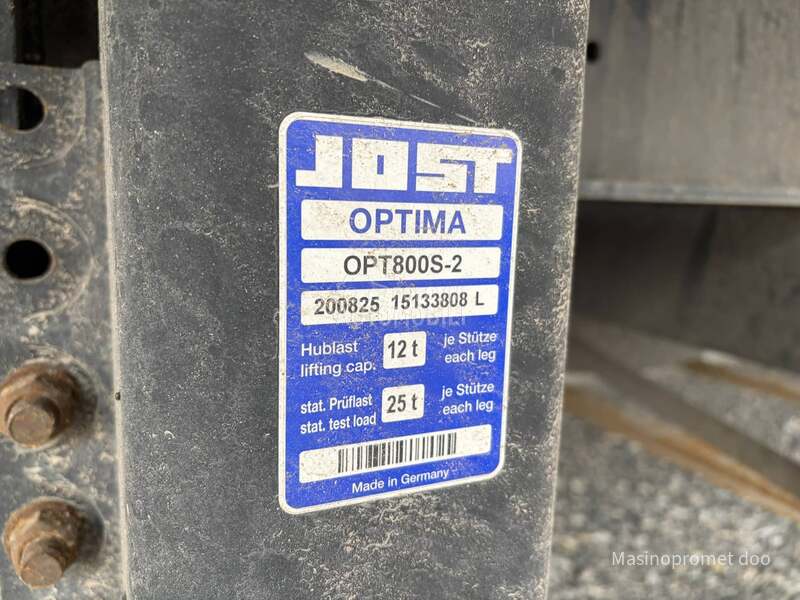 JOST
OPTIMA
OPT800S-2
200825 15133808 L
Hublast 12 t je Stütze
lifting cap. each leg
stat. Prüflast 25 t je Stütze
stat. test load each leg
Made in Germany
Masinopromet doo